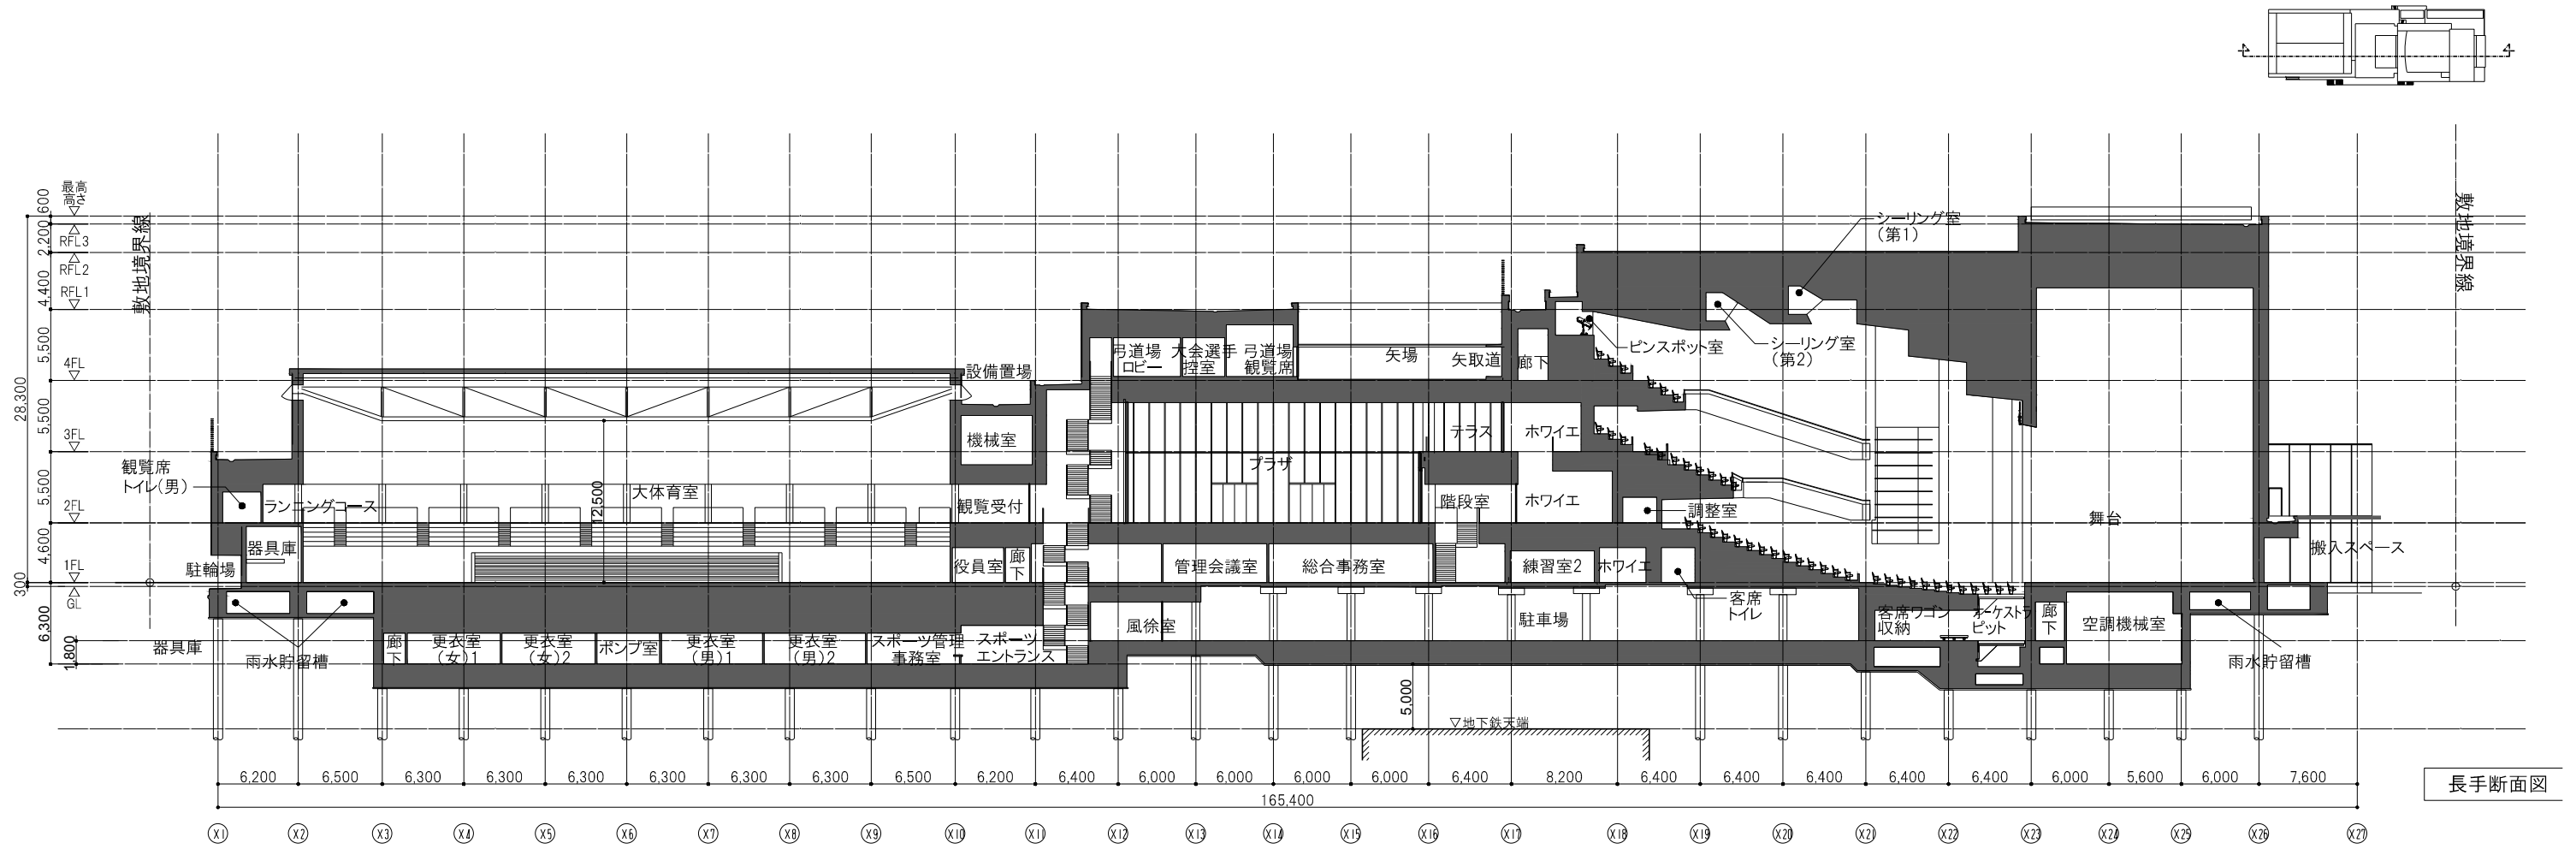 シーリング室
(第1)
最高
高さ
600
2,200
RFL3
RFL2
4,400
RFL1
敷地境界線
敷地境界線
5,500
4FL
28,300
5,500
3FL
5,500
2FL
4,600
1FL
300
GL
6,300
1,800
ピンスポット室
シーリング室
(第2)
弓道場
ロビー
大会選手
控室
弓道場
観覧席
矢場
矢取道
廊下
設備置場
機械室
テラス
ホワイエ
プラザ
観覧席
トイレ(男)
ランニングコース
大体育室
12,500
観覧受付
階段室
ホワイエ
調整室
舞台
器具庫
駐輪場
役員室
廊下
管理会議室
総合事務室
練習室2
ホワイエ
搬入スペース
客席
トイレ
風徐室
駐車場
客席ワゴン
収納
オーケストラ
ピット
廊下
空調機械室
器具庫
雨水貯留槽
廊下
更衣室
(女)1
更衣室
(女)2
ポンプ室
更衣室
(男)1
更衣室
(男)2
スポーツ管理
事務室
スポーツ
エントランス
雨水貯留槽
5,000
▽地下鉄天端
6,200 6,500 6,300 6,300 6,300 6,300 6,300 6,300 6,500 6,200 6,400 6,000 6,000 6,000 6,000 6,400 8,200 6,400 6,400 6,400 6,400 6,400 6,000 5,600 6,000 7,600
165,400
長手断面図
X1 X2 X3 X4 X5 X6 X7 X8 X9 X10 X11 X12 X13 X14 X15 X16 X17 X18 X19 X20 X21 X22 X23 X24 X25 X26 X27